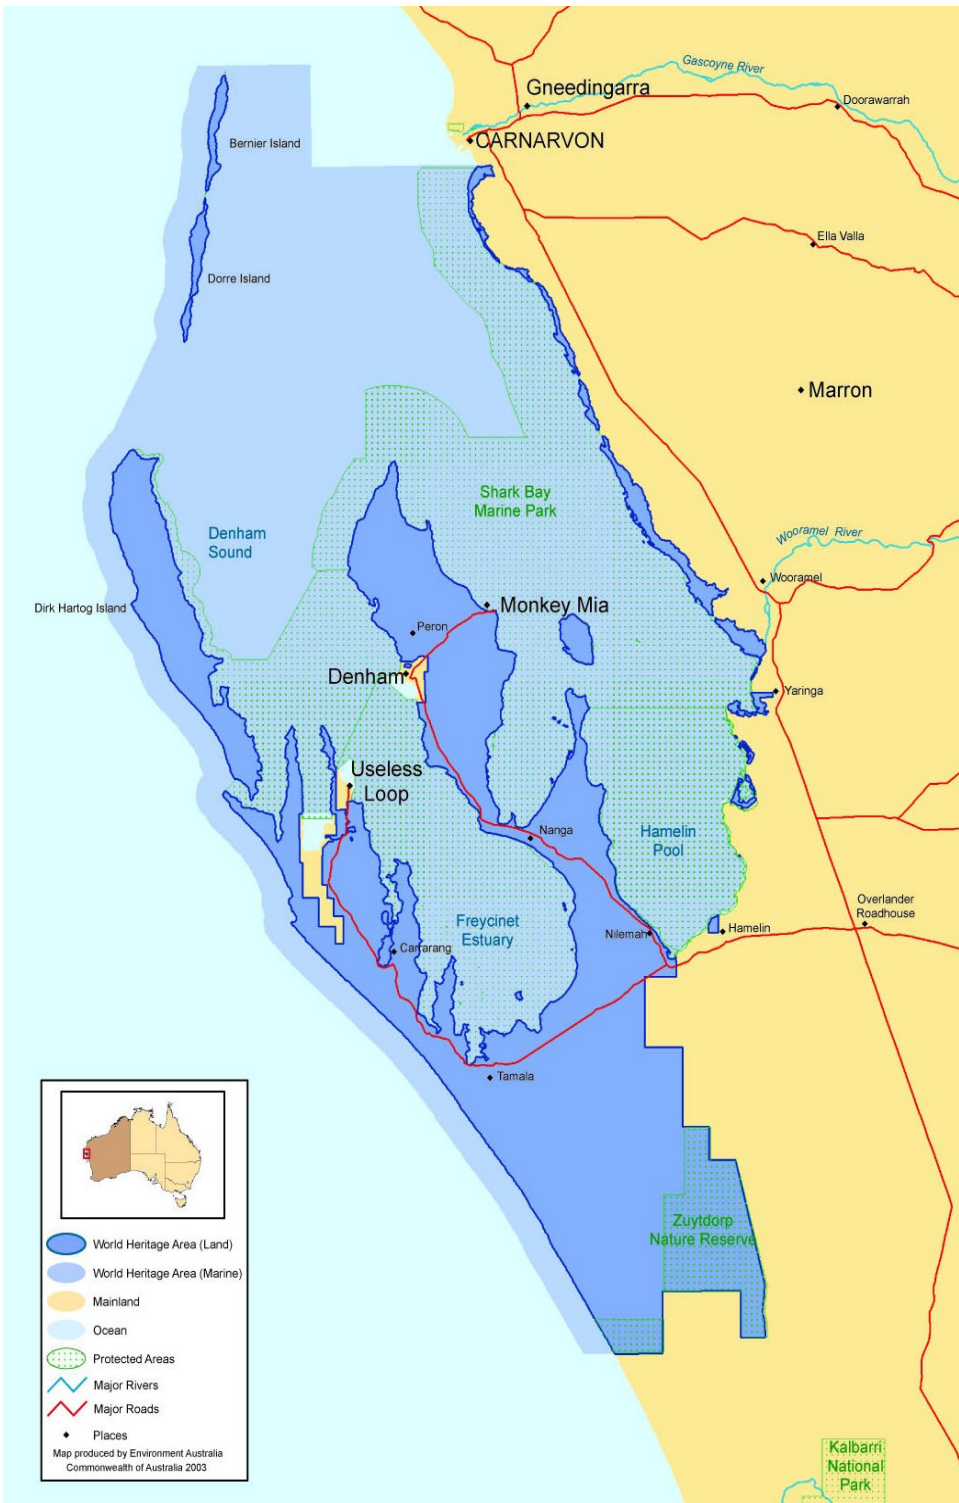 Gascoyne River
Gneedingarra
Doorawarrah
CARNARVON
Bernier Island
Ella Valla
Dorre Island
Marron
Shark Bay
Marine Park
Denham
Sound
Wooramel River
Wooramel
Dirk Hartog Island
Monkey Mia
Peron
Denham
Yaringa
Useless
Loop
Nanga
Hamelin
Pool
Overlander
Roadhouse
Freycinet
Estuary
Nilemah
Hamelin
Carrarang
Tamala
Zuytdorp
Nature Reserve
World Heritage Area (Land)
World Heritage Area (Marine)
Mainland
Ocean
Protected Areas
Major Rivers
Major Roads
Places
Map produced by Environment Australia
Commonwealth of Australia 2003
Kalbarri
National
Park